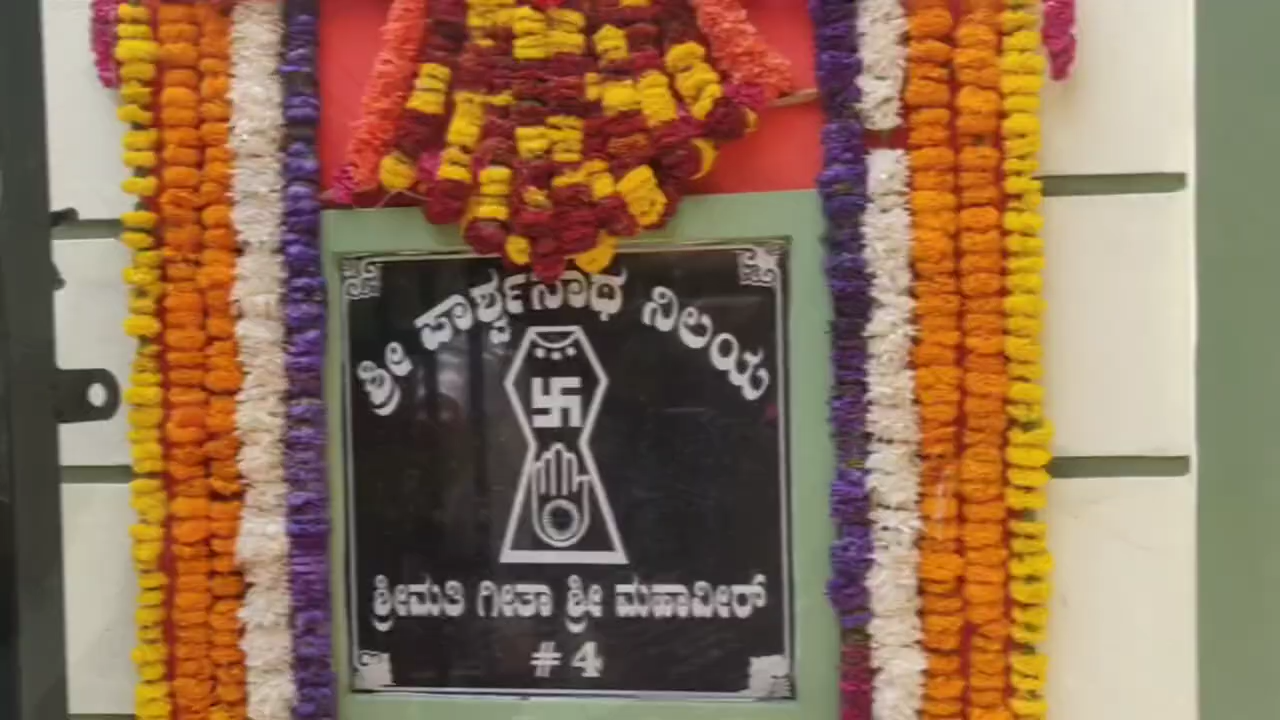 ಶ್ರೀ ಪಾರ್ಶ್ವನಾಥ ನಿಲಯ
ಶ್ರೀಮತಿ ಗೀತಾ ಶ್ರೀ ಮಹಾವೀರ್
# 4